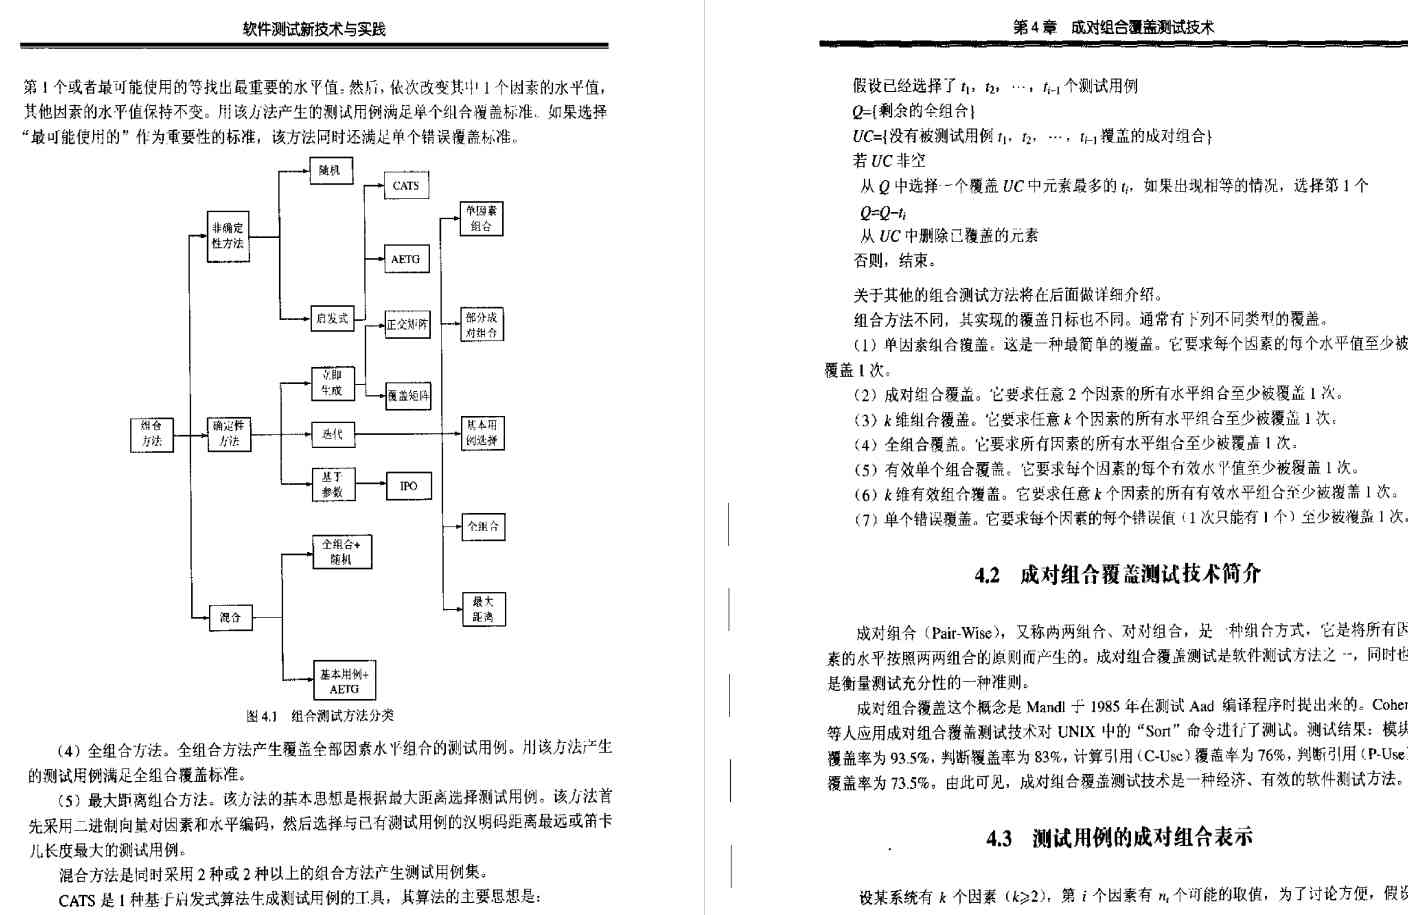 软件测试新技术与实践
第1个或者最可能使用的等找出最重要的水平值。然后，依次改变其中1个因素的水平值，
其他因素的水平值保持不变。用该方法产生的测试用例满足单个组合覆盖标准。如果选择
“最可能使用的”作为重要性的标准，该方法同时还满足单个错误覆盖标准。
随机
CATS
单因素
组合
非确定
性方法
AETG
启发式
正交矩阵
部分成
对组合
立即
生成
覆盖矩阵
组合
方法
确定性
方法
迭代
基本用
例选择
基于
参数
IPO
全组合
全组合+
随机
混合
最大
距离
基本用例+
AETG
图4.1 组合测试方法分类
（4）全组合方法。全组合方法产生覆盖全部因素水平组合的测试用例。用该方法产生
的测试用例满足全组合覆盖标准。
（5）最大距离组合方法。该方法的基本思想是根据最大距离选择测试用例。该方法首
先采用二进制向量对因素和水平编码，然后选择与已有测试用例的汉明码距离最远或笛卡
儿长度最大的测试用例。
混合方法是同时采用2种或2种以上的组合方法产生测试用例集。
CATS 是1种基于启发式算法生成测试用例的工具，其算法的主要思想是：
第4章 成对组合覆盖测试技术
假设已经选择了 t1，t2，…，ti−1 个测试用例
Q={剩余的全组合}
UC={没有被测试用例 t1，t2，…，ti−1 覆盖的成对组合}
若 UC 非空
从 Q 中选择一个覆盖 UC 中元素最多的 ti，如果出现相等的情况，选择第1个
Q=Q−ti
从 UC 中删除已覆盖的元素
否则，结束。
关于其他的组合测试方法将在后面做详细介绍。
组合方法不同，其实现的覆盖目标也不同。通常有下列不同类型的覆盖。
（1）单因素组合覆盖。这是一种最简单的覆盖。它要求每个因素的每个水平值至少被
覆盖1次。
（2）成对组合覆盖。它要求任意2个因素的所有水平组合至少被覆盖1次。
（3）k 维组合覆盖。它要求任意 k 个因素的所有水平组合至少被覆盖1次。
（4）全组合覆盖。它要求所有因素的所有水平组合至少被覆盖1次。
（5）有效单个组合覆盖。它要求每个因素的每个有效水平值至少被覆盖1次。
（6）k 维有效组合覆盖。它要求任意 k 个因素的所有有效水平组合至少被覆盖1次。
（7）单个错误覆盖。它要求每个因素的每个错误值（1次只能有1个）至少被覆盖1次。
4.2 成对组合覆盖测试技术简介
成对组合（Pair-Wise），又称两两组合、对对组合，是一种组合方式，它是将所有因
素的水平按照两两组合的原则而产生的。成对组合覆盖测试是软件测试方法之一，同时也
是衡量测试充分性的一种准则。
成对组合覆盖这个概念是 Mandl 于 1985 年在测试 Aad 编译程序时提出来的。Cohen
等人应用成对组合覆盖测试技术对 UNIX 中的“Sort”命令进行了测试。测试结果：模块
覆盖率为 93.5%，判断覆盖率为 83%，计算引用（C-Use）覆盖率为 76%，判断引用（P-Use）
覆盖率为 73.5%。由此可见，成对组合覆盖测试技术是一种经济、有效的软件测试方法。
4.3 测试用例的成对组合表示
设某系统有 k 个因素（k≥2），第 i 个因素有 ni 个可能的取值，为了讨论方便，假设